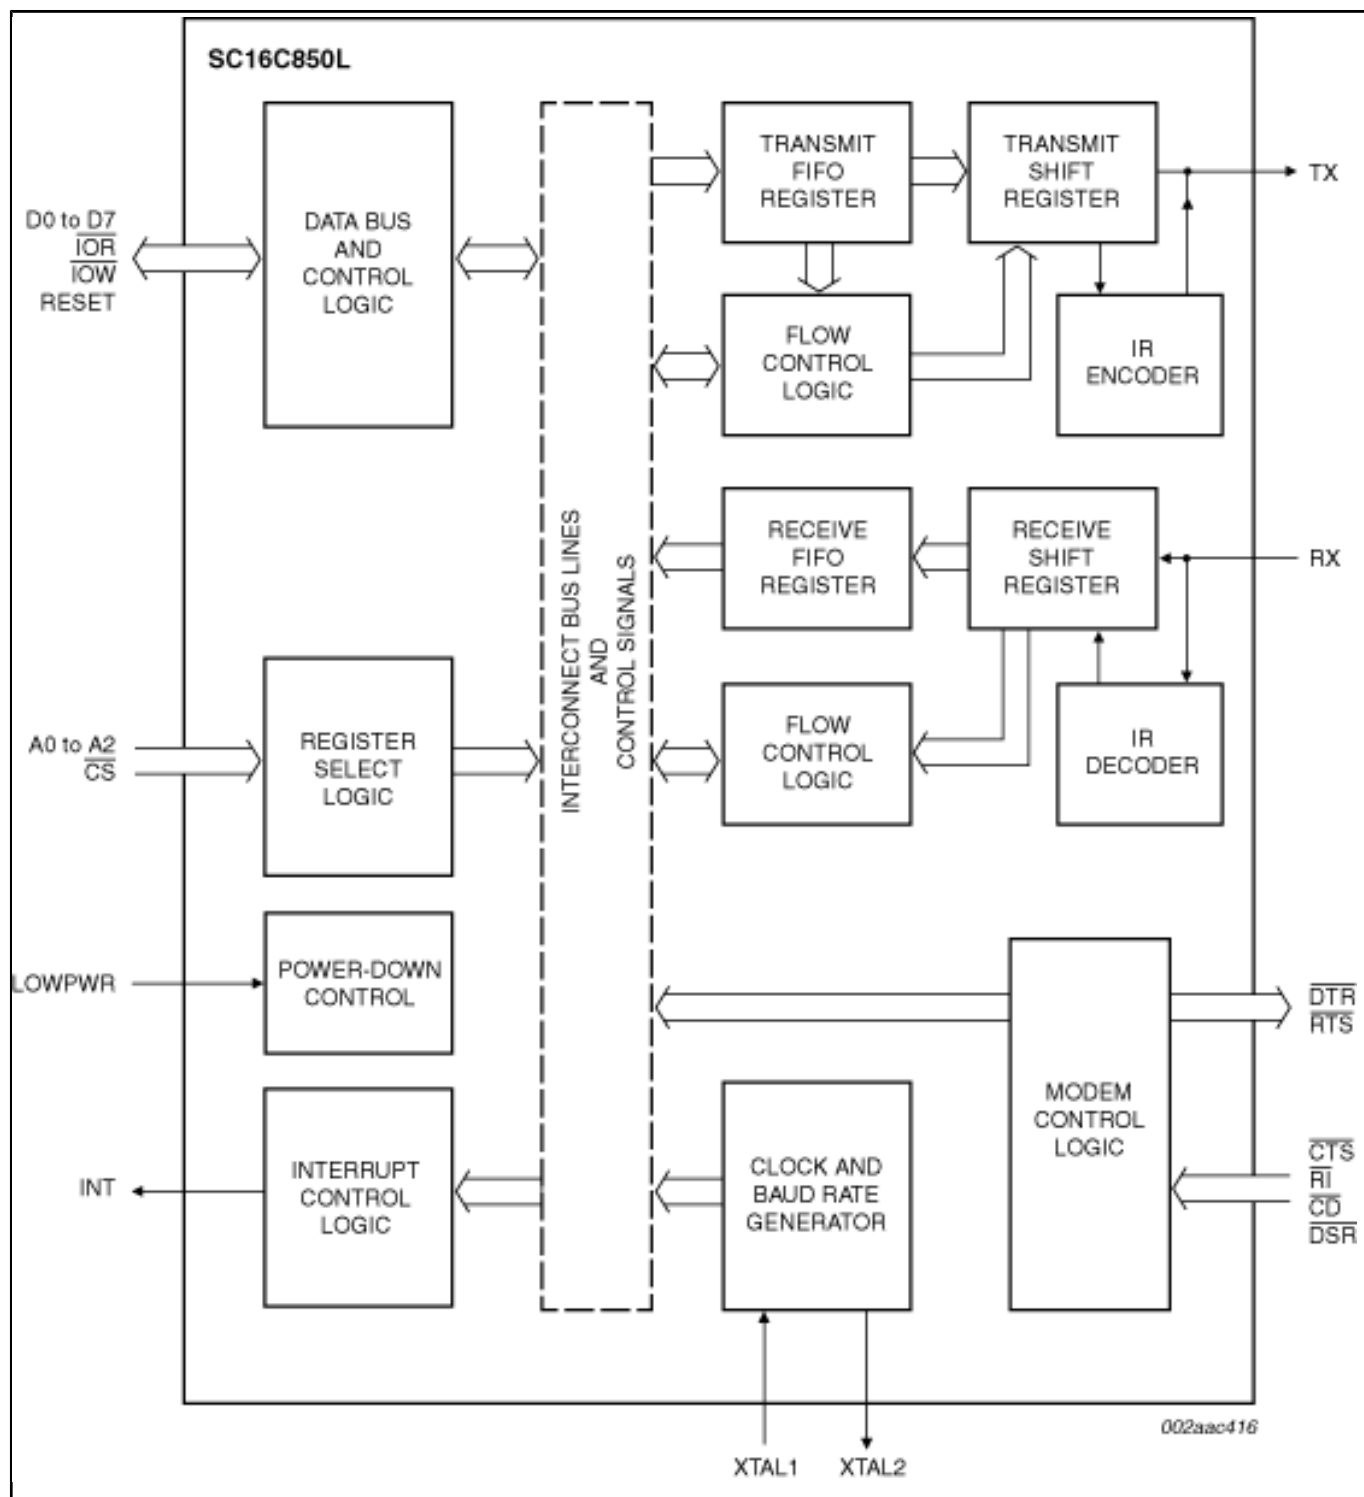 SC16C850L
D0 to D7
IOR
IOW
RESET
DATA BUS
AND
CONTROL
LOGIC
TRANSMIT
FIFO
REGISTER
TRANSMIT
SHIFT
REGISTER
TX
FLOW
CONTROL
LOGIC
IR
ENCODER
INTERCONNECT BUS LINES
AND
CONTROL SIGNALS
RECEIVE
FIFO
REGISTER
RECEIVE
SHIFT
REGISTER
RX
A0 to A2
CS
REGISTER
SELECT
LOGIC
FLOW
CONTROL
LOGIC
IR
DECODER
LOWPWR
POWER-DOWN
CONTROL
DTR
RTS
MODEM
CONTROL
LOGIC
INT
INTERRUPT
CONTROL
LOGIC
CLOCK AND
BAUD RATE
GENERATOR
CTS
RI
CD
DSR
XTAL1
XTAL2
002aac416